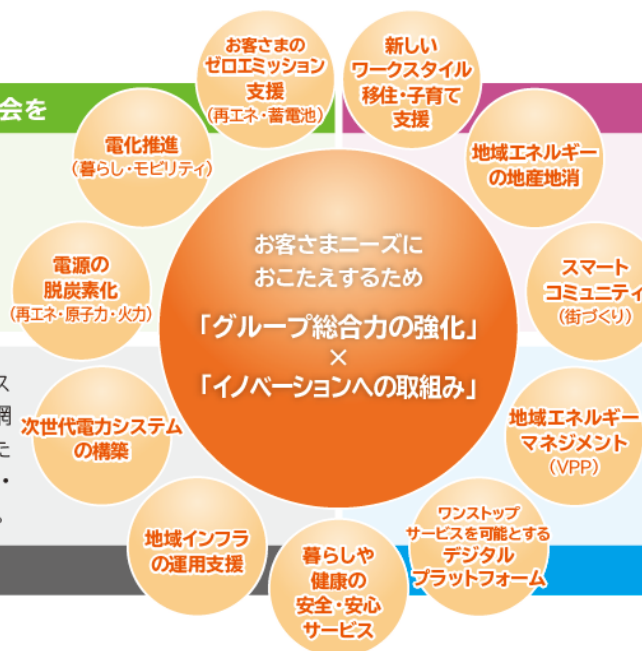 会を
お客さまの
ゼロエミッション
支援
(再エネ・蓄電池)
新しい
ワークスタイル
移住・子育て
支援
電化推進
(暮らし・モビリティ)
地域エネルギー
の地産地消
電源の
脱炭素化
(再エネ・原子力・火力)
スマート
コミュニティ
(街づくり)
お客さまニーズに
おこたえするため
「グループ総合力の強化」
×
「イノベーションへの取組み」
ス
網
た
・
。
次世代電力システム
の構築
地域エネルギー
マネジメント
(VPP)
地域インフラ
の運用支援
暮らしや
健康の
安全・安心
サービス
ワンストップ
サービスを可能とする
デジタル
プラットフォーム